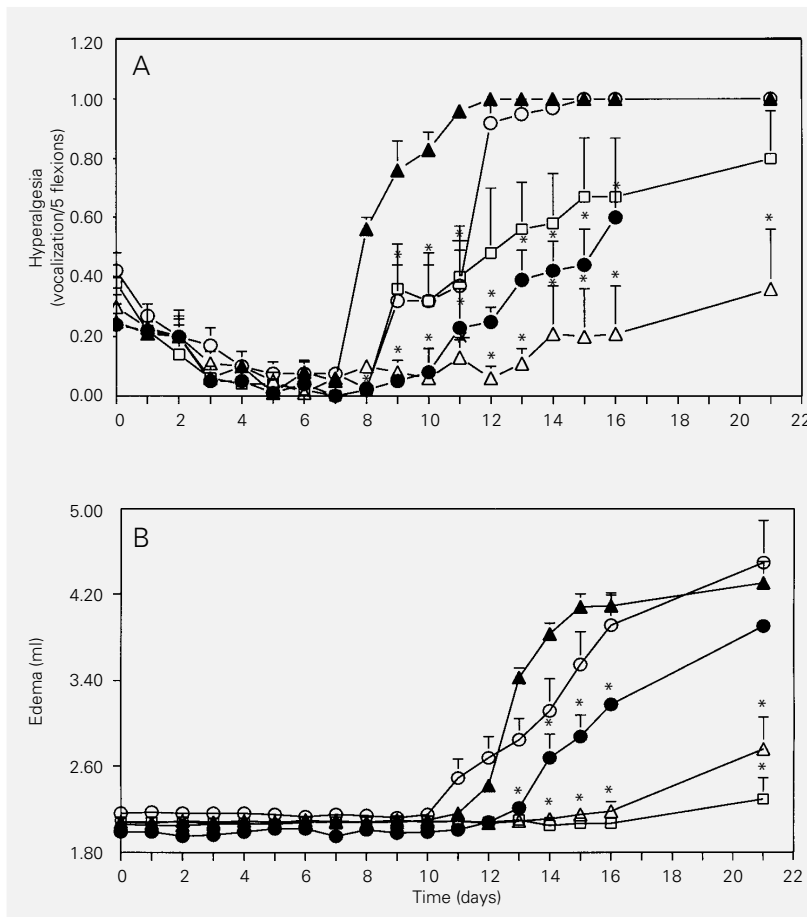 A
Hyperalgesia
(vocalization/5 flexions)
1.20
1.00
0.80
0.60
0.40
0.20
0.00
0 2 4 6 8 10 12 14 16 18 20 22
* * * * * * * * * * * * * * * * * * *
B
Edema (ml)
5.00
4.20
3.40
2.60
1.80
* * * * * * * * *
0 2 4 6 8 10 12 14 16 18 20 22
Time (days)